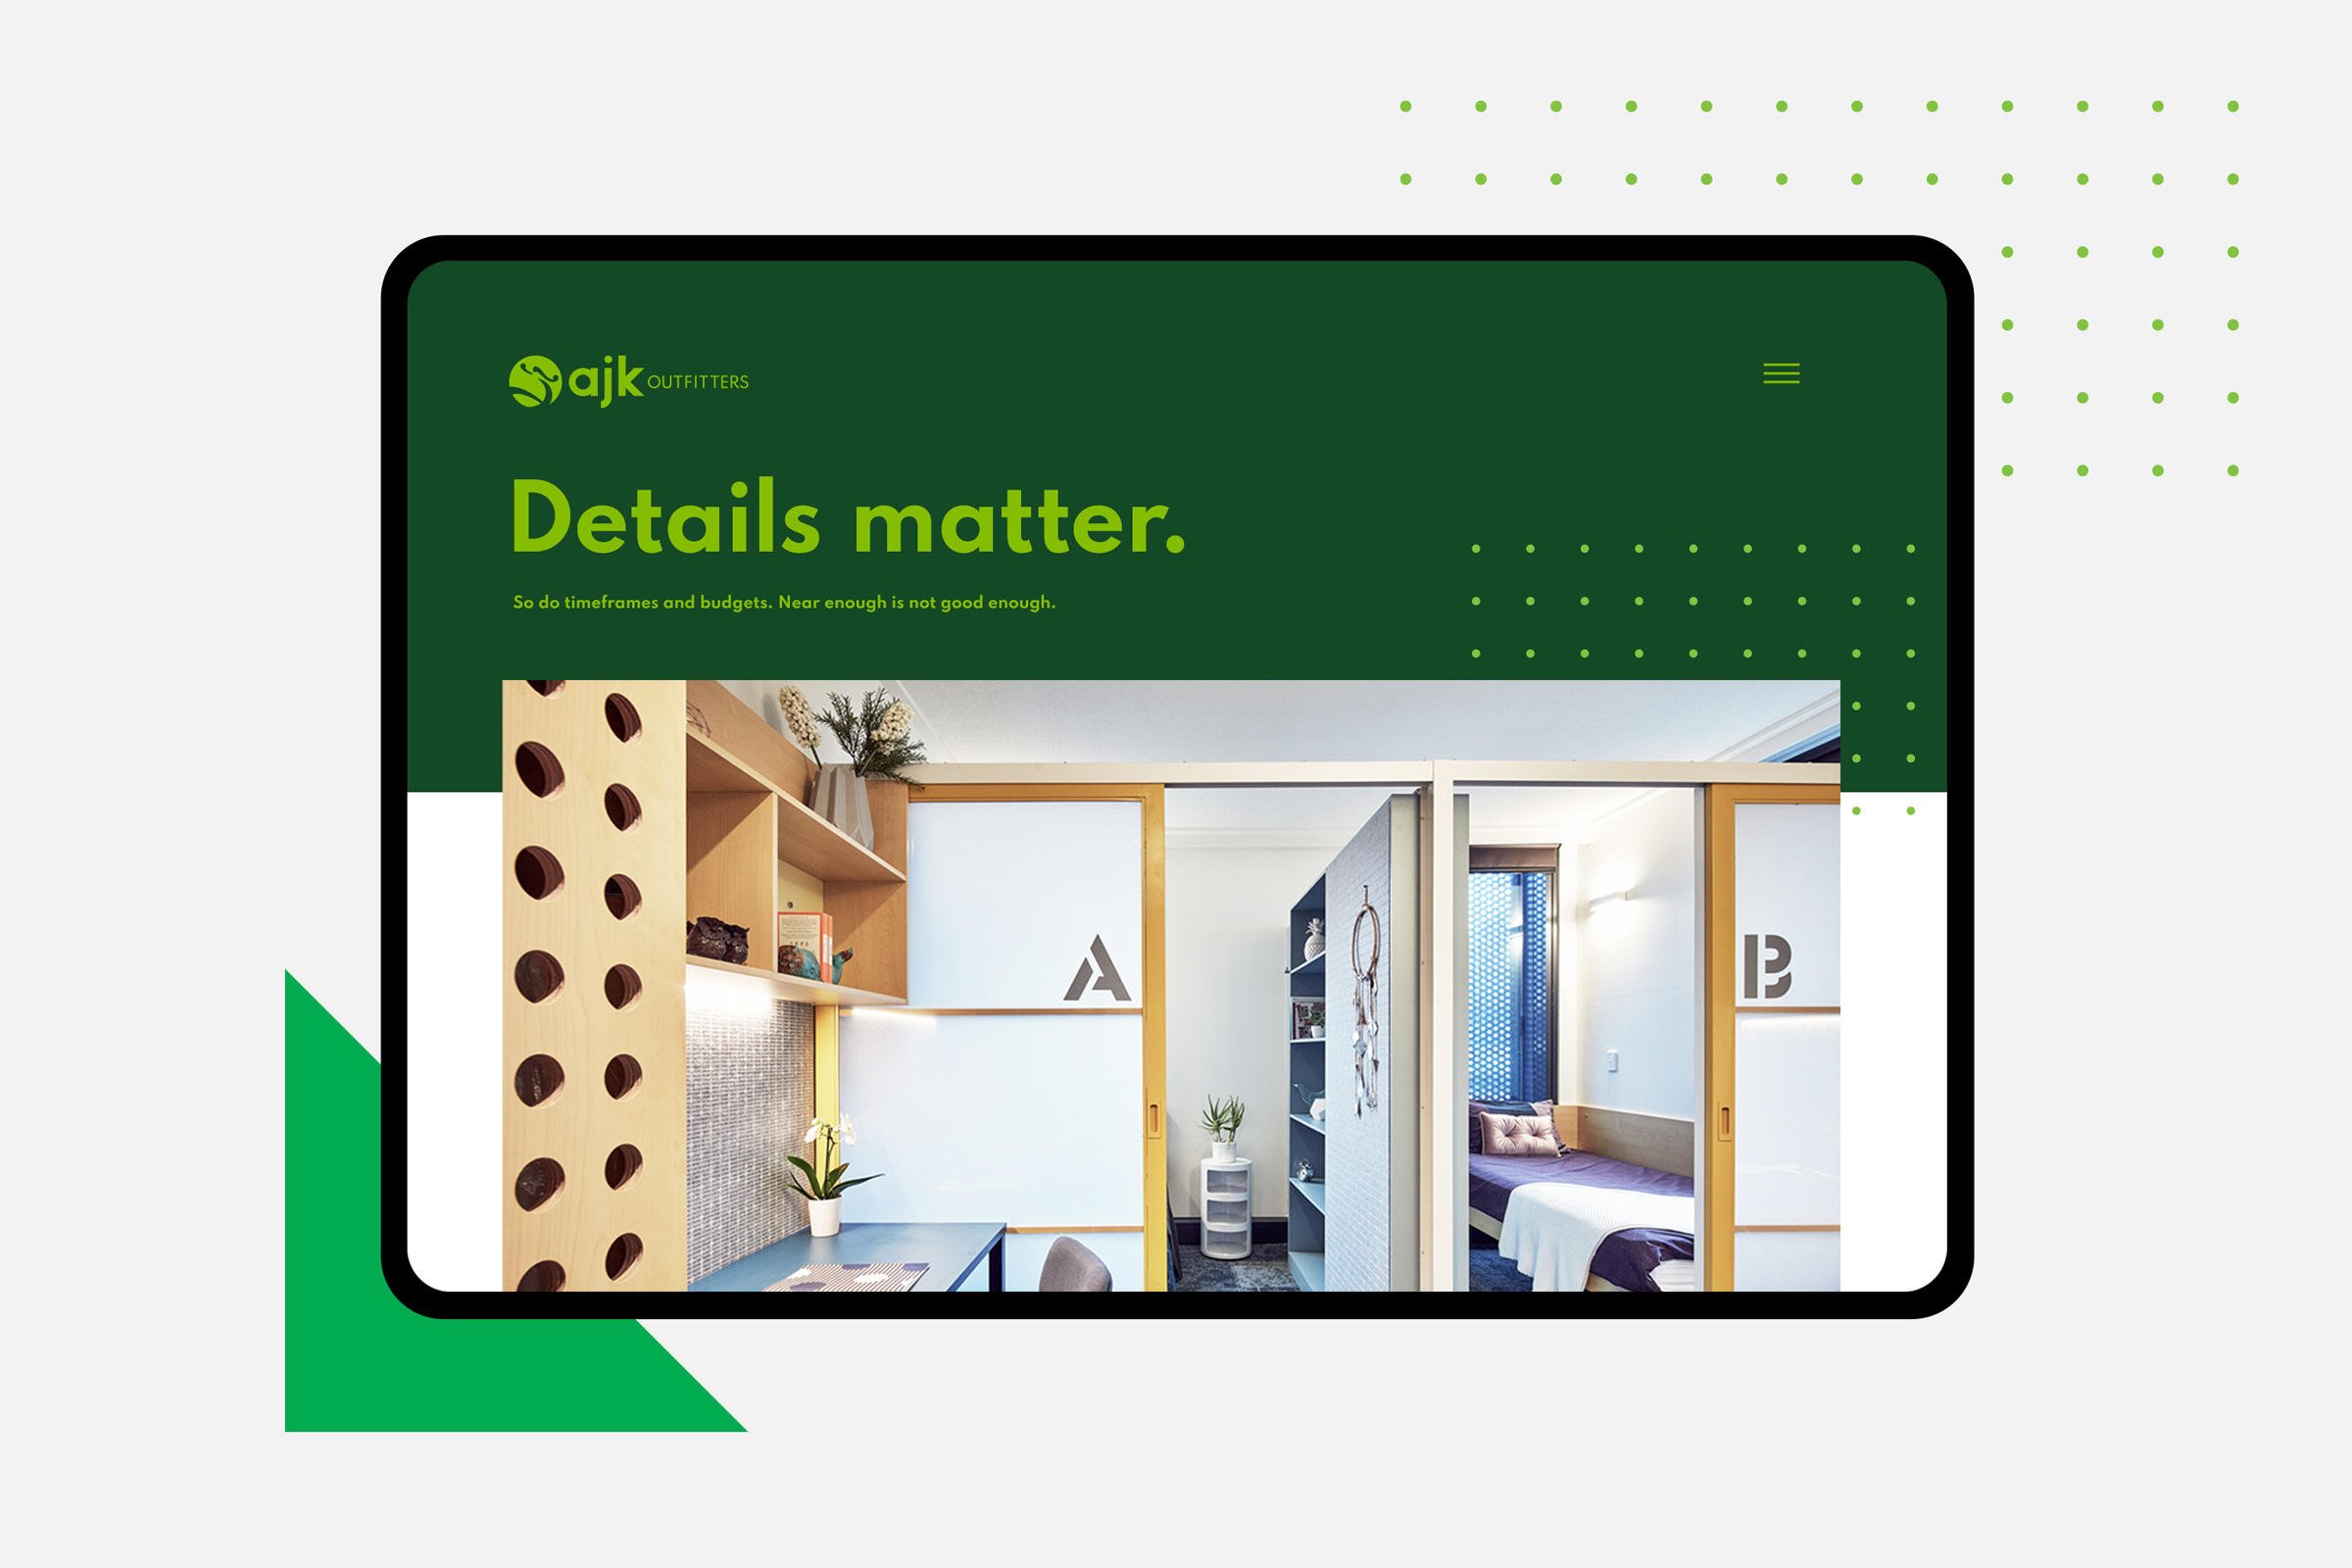 ajk OUTFITTERS
Details matter.
So do timeframes and budgets. Near enough is not good enough.
A
B